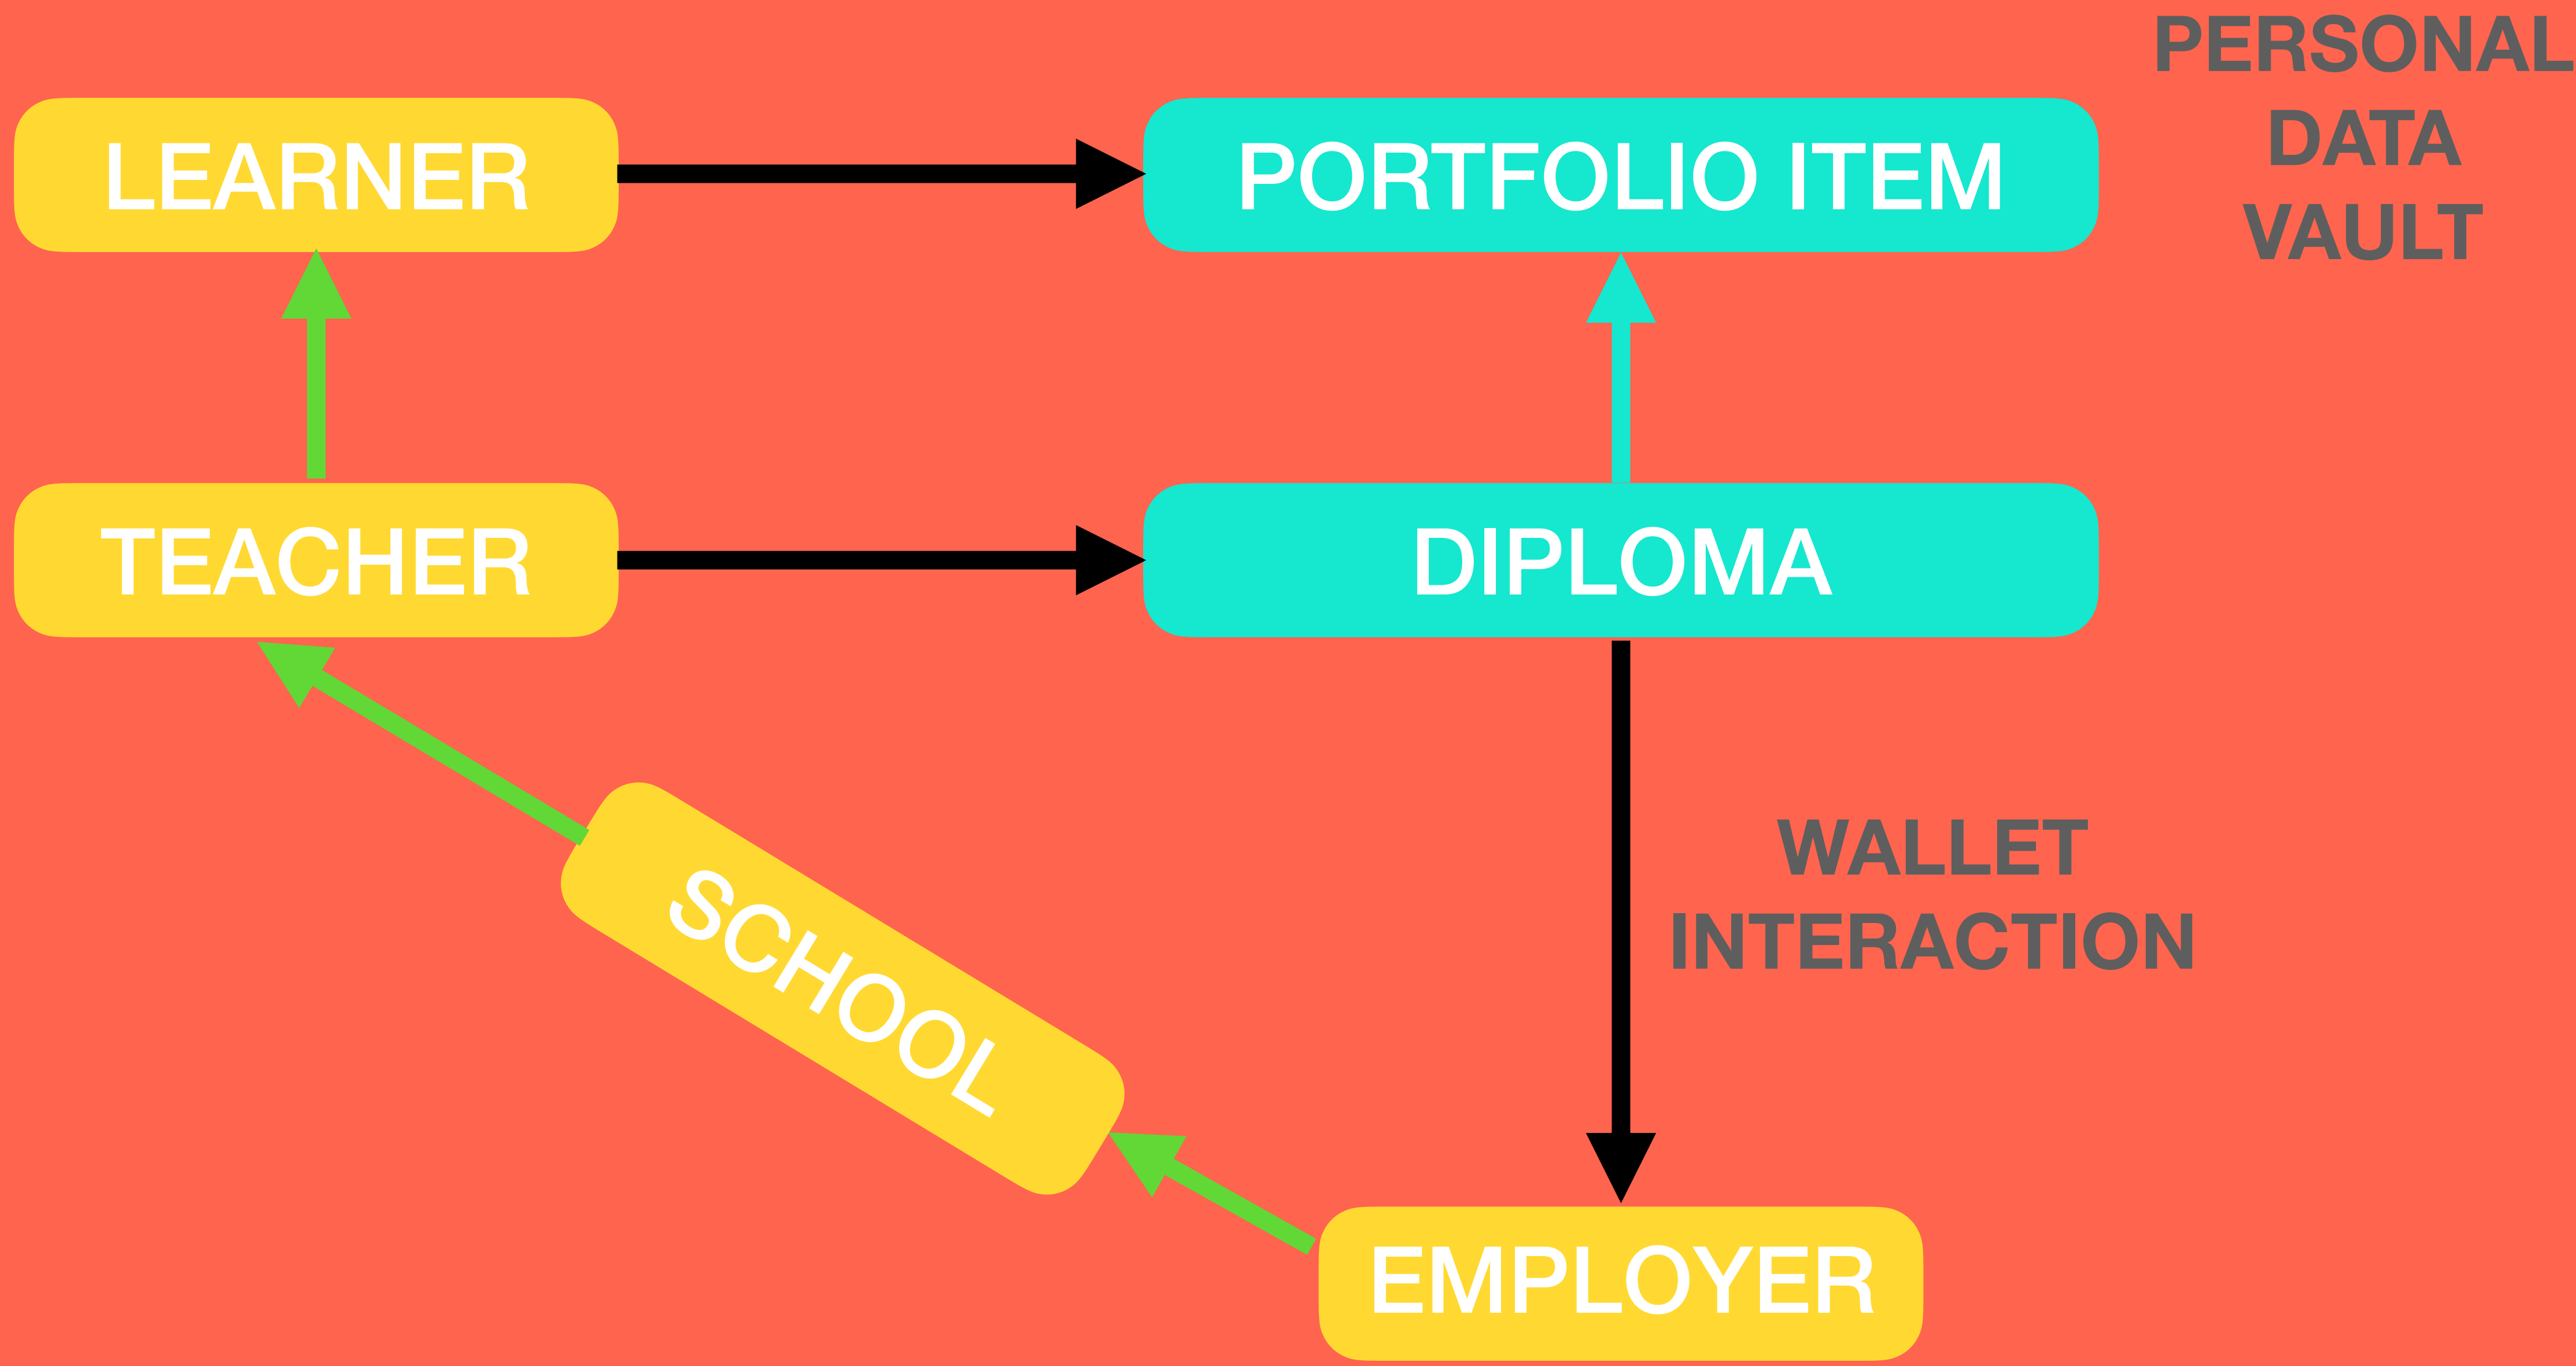 LEARNER
PORTFOLIO ITEM
PERSONAL
DATA
VAULT
TEACHER
DIPLOMA
SCHOOL
WALLET
INTERACTION
EMPLOYER